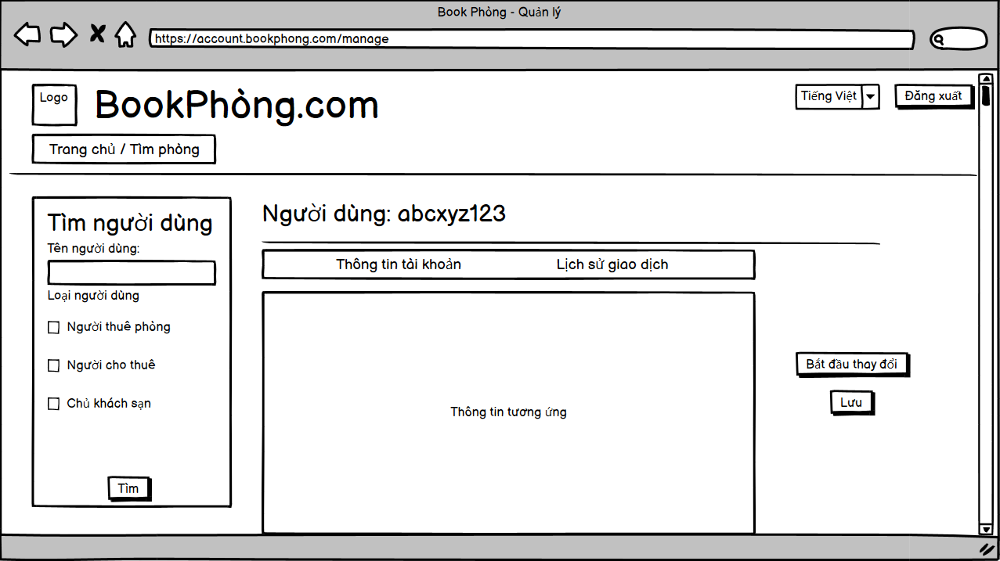 Book Phòng - Quản lý
https://account.bookphong.com/manage
Logo
BookPhòng.com
Tiếng Việt
Đăng xuất
Trang chủ / Tìm phòng
Tìm người dùng
Tên người dùng:
Loại người dùng
Người thuê phòng
Người cho thuê
Chủ khách sạn
Tìm
Người dùng: abcxyz123
Thông tin tài khoản
Lịch sử giao dịch
Thông tin tương ứng
Bắt đầu thay đổi
Lưu